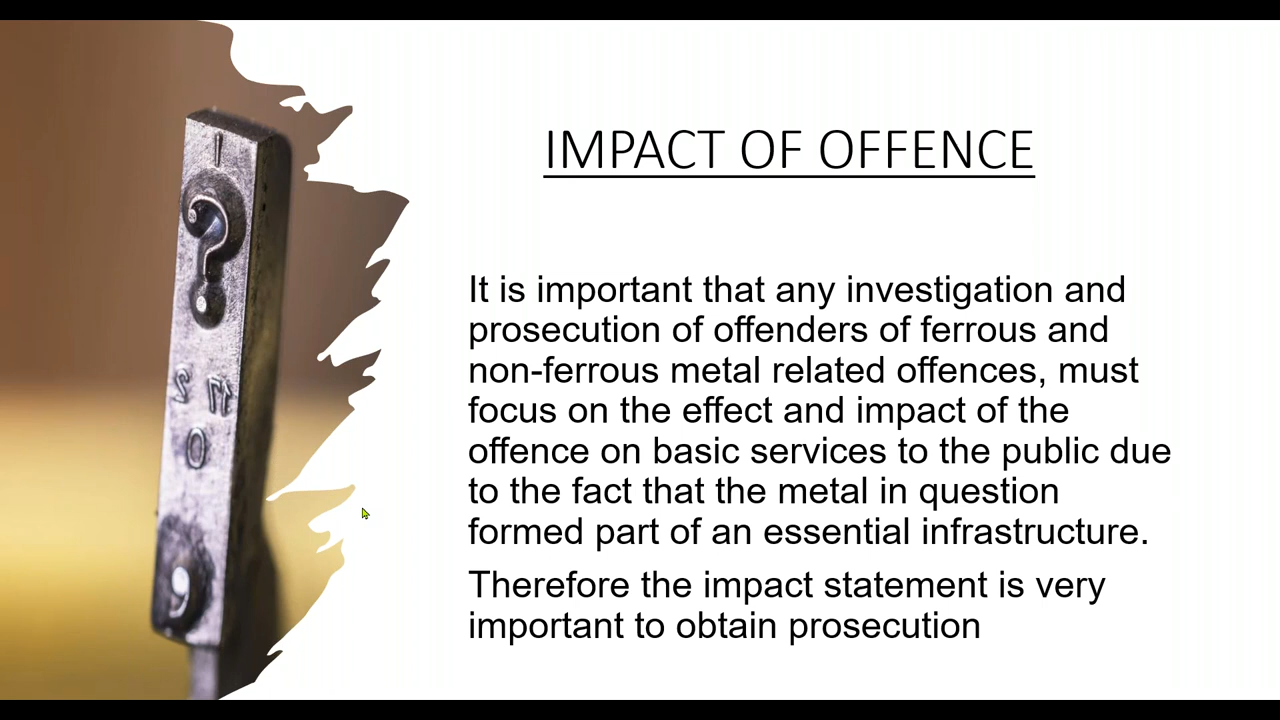 IMPACT OF OFFENCE
It is important that any investigation and
prosecution of offenders of ferrous and
non-ferrous metal related offences, must
focus on the effect and impact of the
offence on basic services to the public due
to the fact that the metal in question
formed part of an essential infrastructure.
Therefore the impact statement is very
important to obtain prosecution